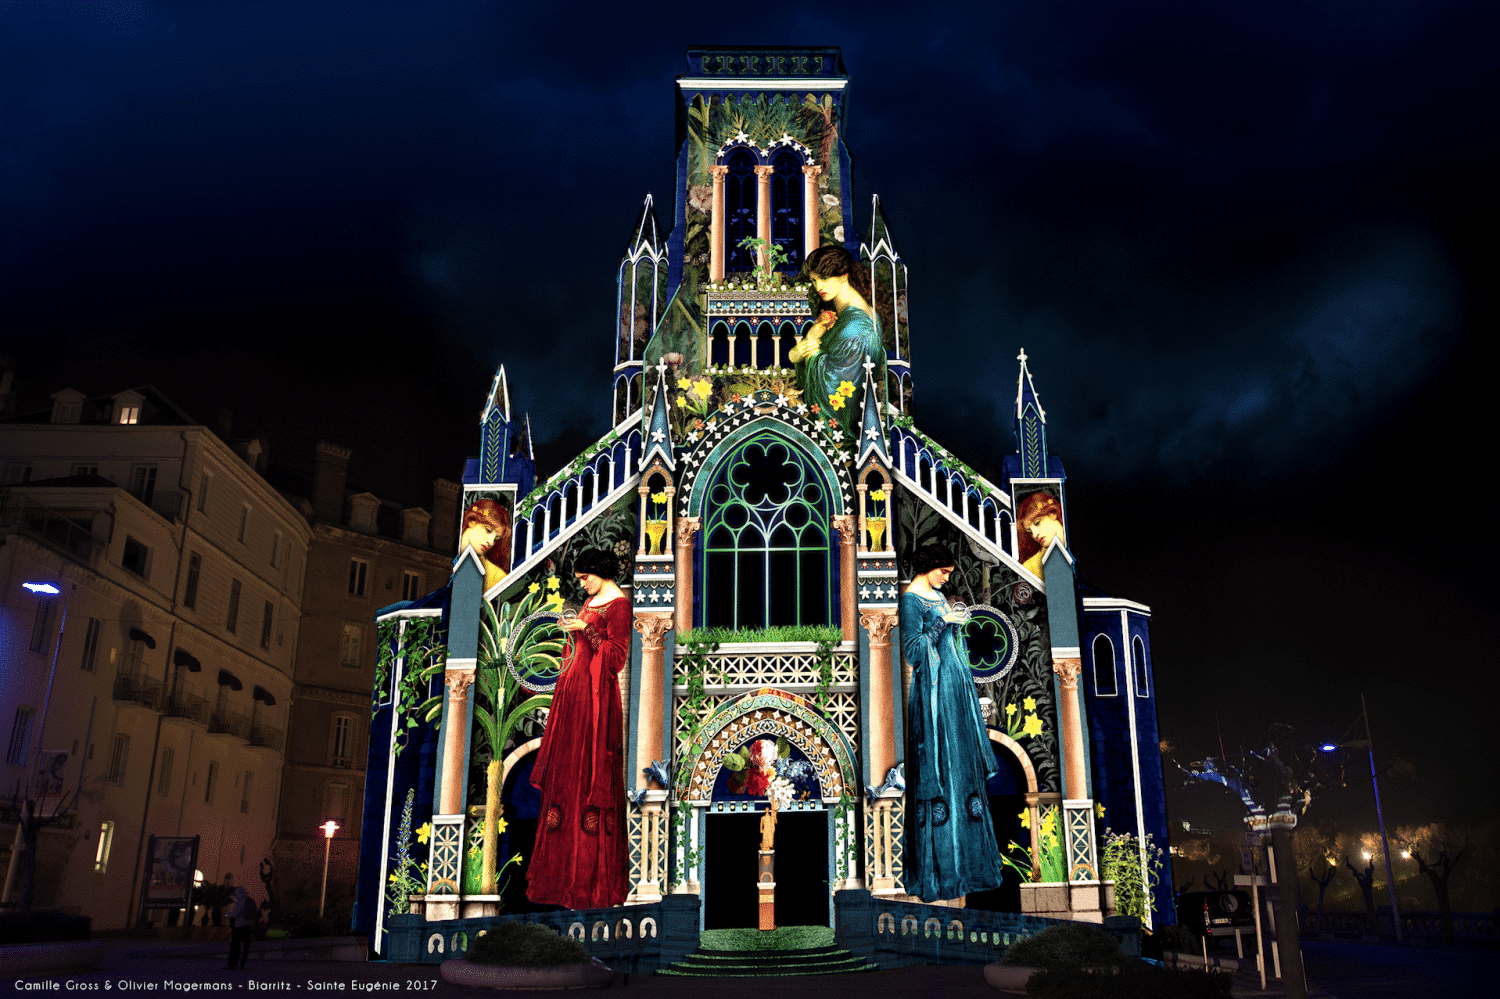 Camille Gross & Olivier Magermans - Biarritz - Sainte Eugénie 2017